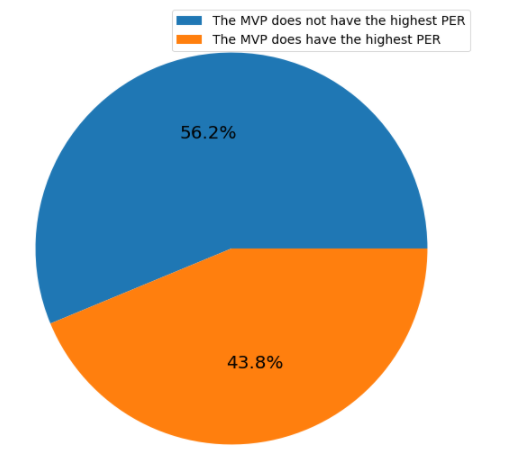 The MVP does not have the highest PER
The MVP does have the highest PER
56.2%
43.8%